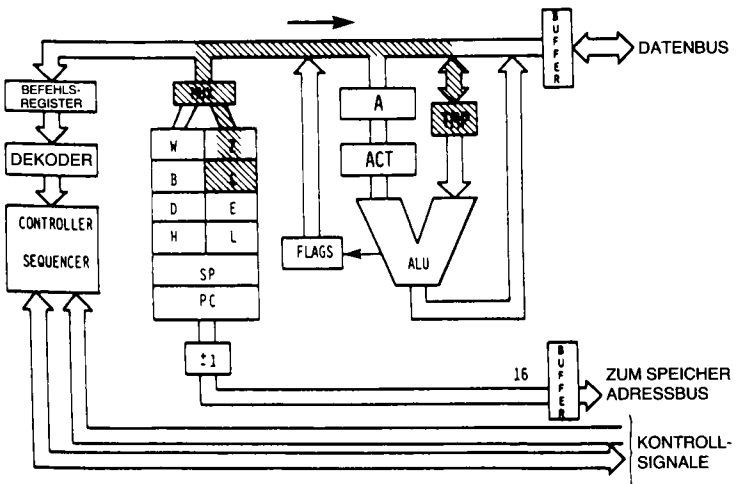 BUFFER
DATENBUS
BEFEHLS-
REGISTER
MUX
A
TMP
DEKODER
W Z
ACT
B C
D E
CONTROLLER
SEQUENCER
H L
FLAGS
ALU
SP
PC
±1
16
BUFFER
ZUM SPEICHER
ADRESSBUS
KONTROLL-
SIGNALE